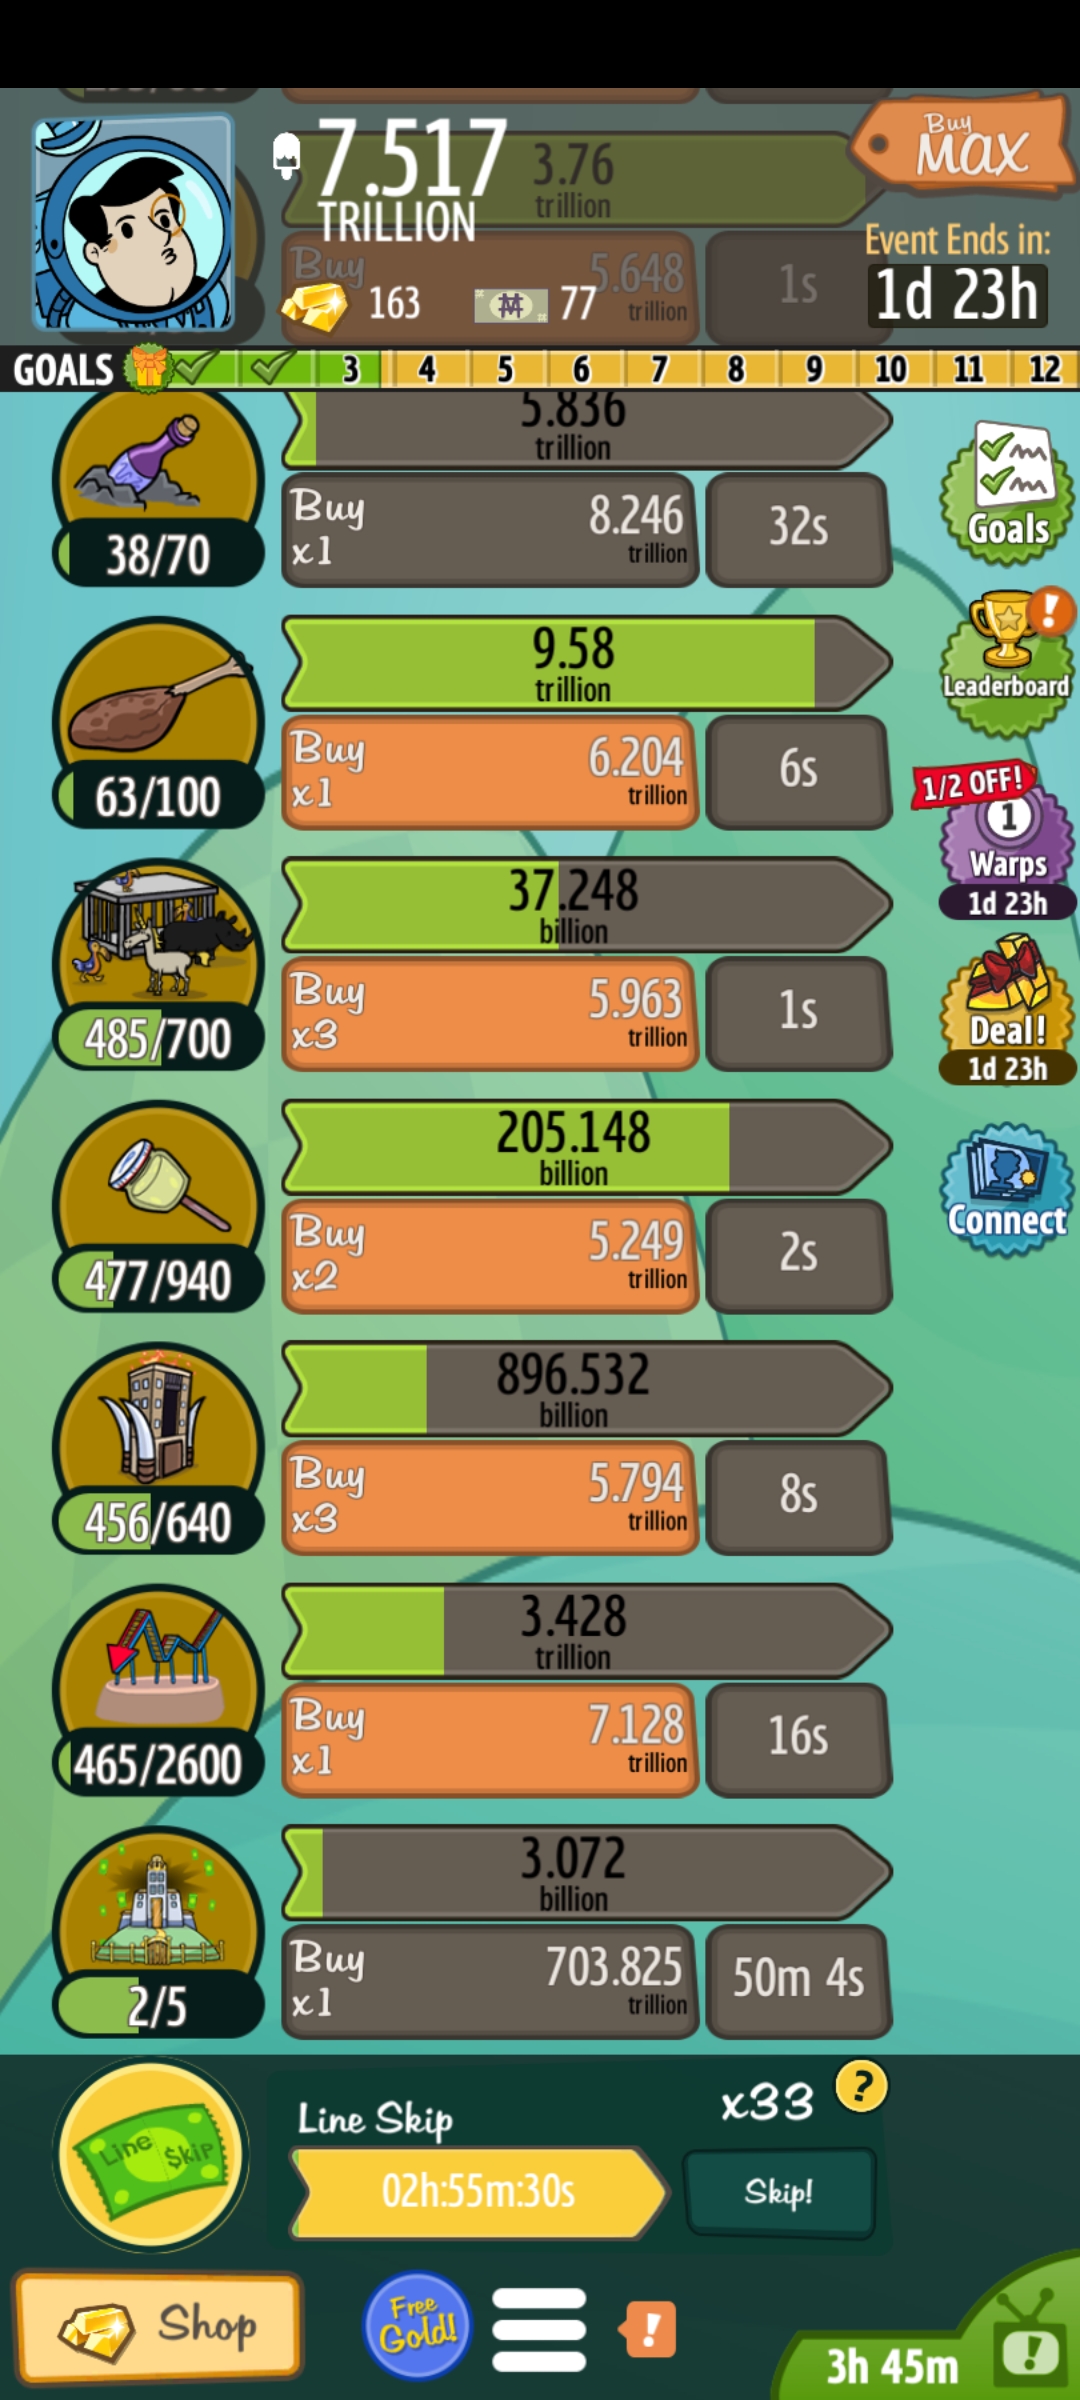 Buy
MAX
7.517
TRILLION
3.76
trillion
Event Ends in:
1d 23h
Buy
5.648
trillion
1s
163
77
GOALS 3 4 5 6 7 8 9 10 11 12
5.836
trillion
38/70
Buy
x1
8.246
trillion
32s
Goals
9.58
trillion
63/100
Buy
x1
6.204
trillion
6s
Leaderboard
1/2 OFF!
1
Warps
1d 23h
37.248
billion
485/700
Buy
x3
5.963
trillion
1s
Deal!
1d 23h
205.148
billion
477/940
Buy
x2
5.249
trillion
2s
Connect
896.532
billion
456/640
Buy
x3
5.794
trillion
8s
3.428
trillion
465/2600
Buy
x1
7.128
trillion
16s
3.072
billion
2/5
Buy
x1
703.825
trillion
50m 4s
Line $kip
Line Skip
x33
?
02h:55m:30s
Skip!
Shop
Free
Gold!
!
3h 45m
!